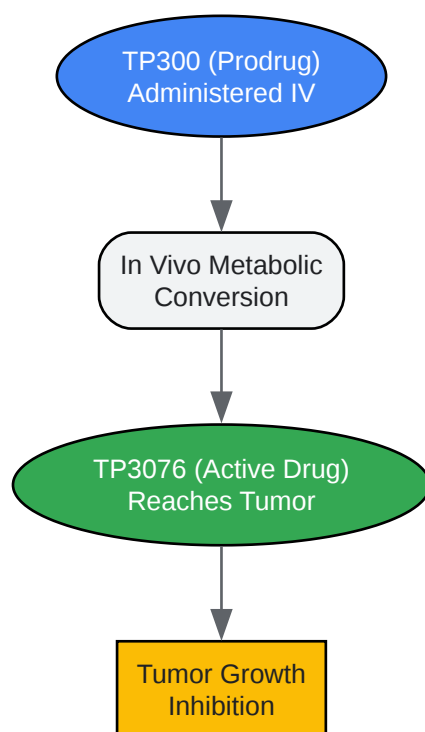 TP300 (Prodrug)
Administered IV
In Vivo Metabolic
Conversion
TP3076 (Active Drug)
Reaches Tumor
Tumor Growth
Inhibition